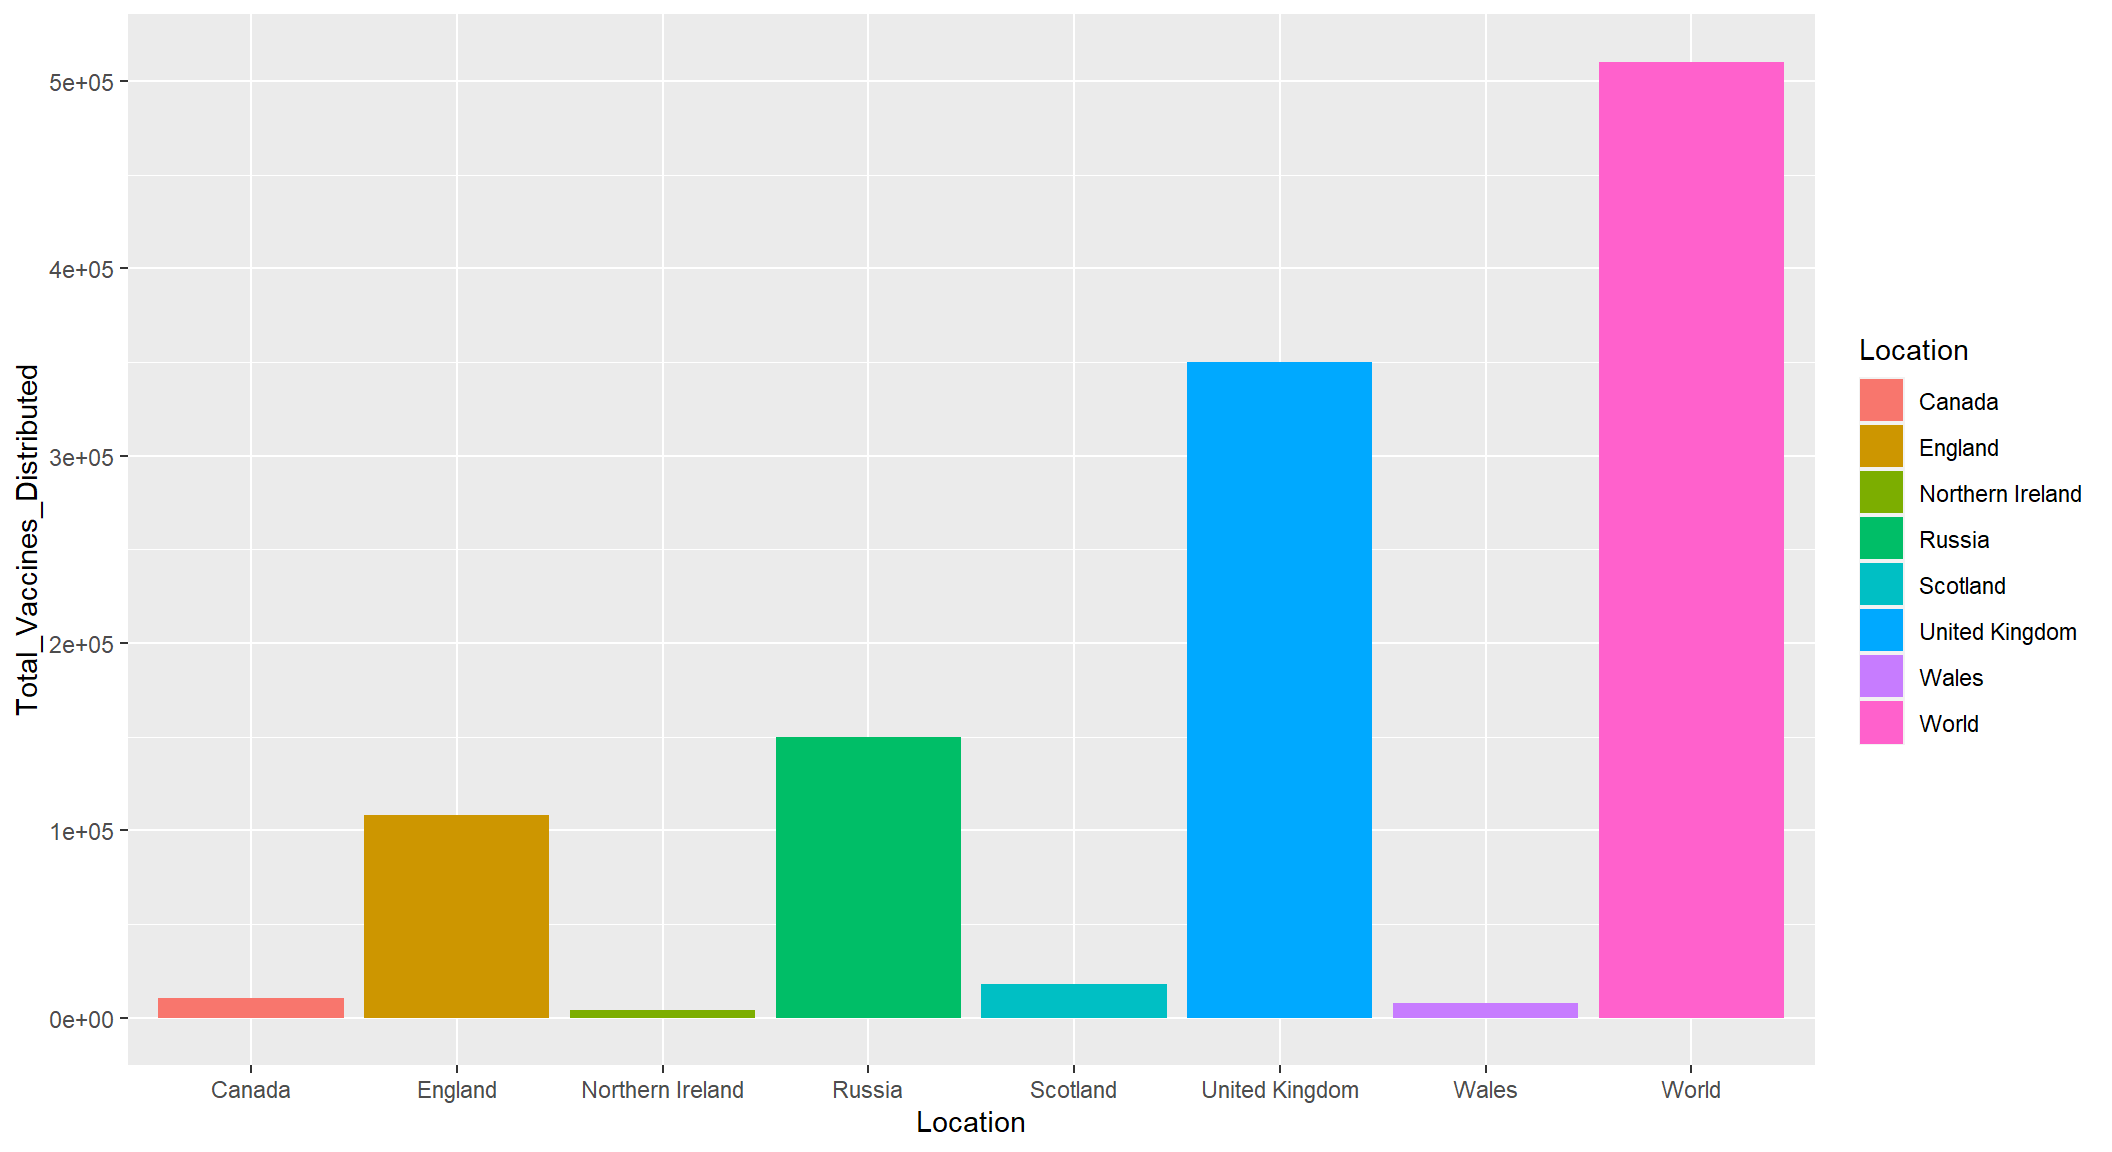 Total_Vaccines_Distributed
5e+05
4e+05
3e+05
2e+05
1e+05
0e+00
Canada
England
Northern Ireland
Russia
Scotland
United Kingdom
Wales
World
Location
Location
Canada
England
Northern Ireland
Russia
Scotland
United Kingdom
Wales
World